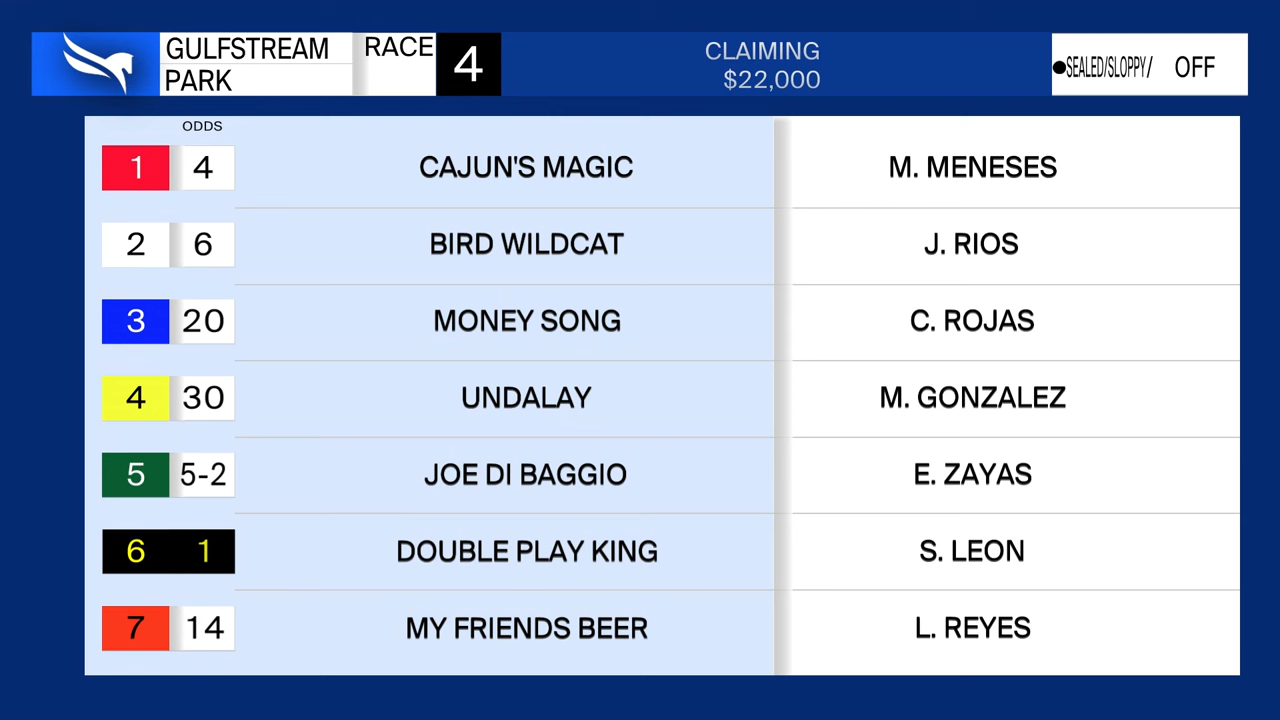 GULFSTREAM PARK RACE 4 CLAIMING $22,000 ●SEALED/SLOPPY/ OFF
ODDS
1 4 CAJUN'S MAGIC M. MENESES
2 6 BIRD WILDCAT J. RIOS
3 20 MONEY SONG C. ROJAS
4 30 UNDALAY M. GONZALEZ
5 5-2 JOE DI BAGGIO E. ZAYAS
6 1 DOUBLE PLAY KING S. LEON
7 14 MY FRIENDS BEER L. REYES